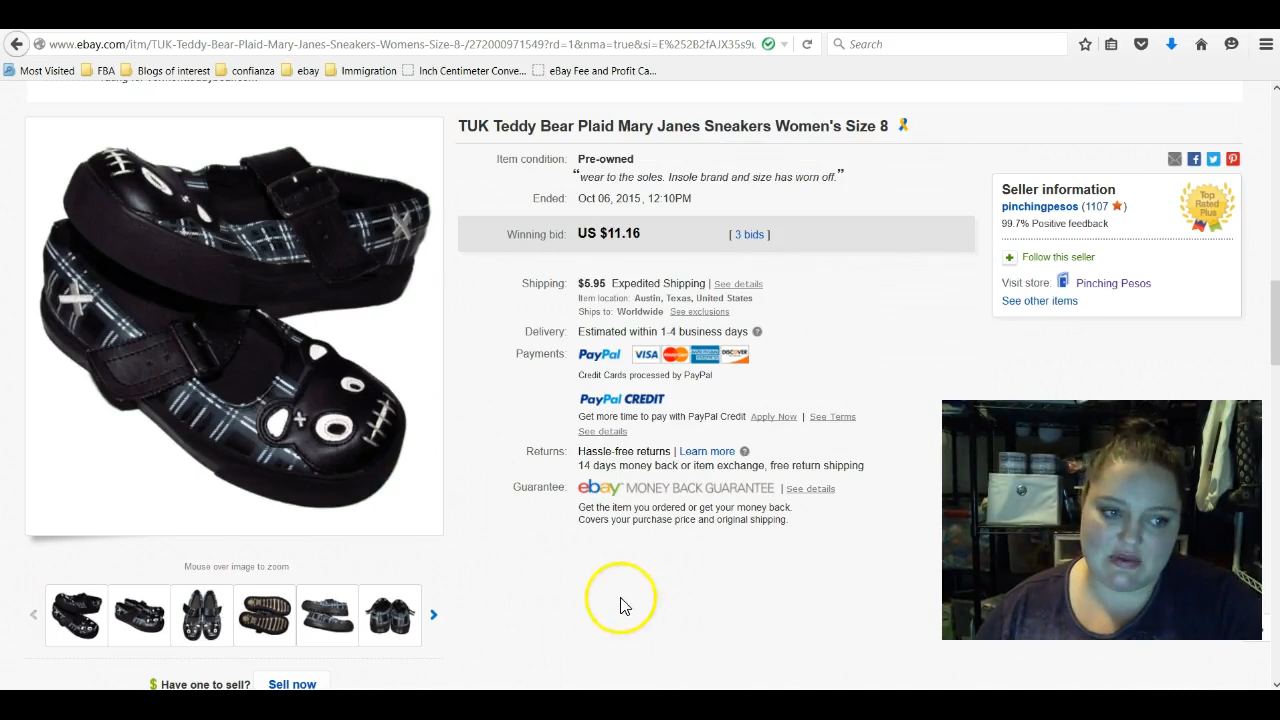 www.ebay.com/itm/TUK-Teddy-Bear-Plaid-Mary-Janes-Sneakers-Womens-Size-8-/272000971549?rd=1&nma=true&si=E%252B2fAJX35s9u
Search
Most Visited FBA Blogs of interest confianza ebay Immigration Inch Centimeter Conve... eBay Fee and Profit Ca...
TUK Teddy Bear Plaid Mary Janes Sneakers Women's Size 8
Item condition: Pre-owned
“wear to the soles. Insole brand and size has worn off.”
Ended: Oct 06, 2015, 12:10PM
Winning bid: US $11.16 [ 3 bids ]
Shipping: $5.95 Expedited Shipping | See details
Item location: Austin, Texas, United States
Ships to: Worldwide See exclusions
Delivery: Estimated within 1-4 business days
Payments: PayPal VISA MasterCard AMERICAN EXPRESS DISCOVER
Credit Cards processed by PayPal
PayPal CREDIT
Get more time to pay with PayPal Credit Apply Now | See Terms
See details
Returns: Hassle-free returns | Learn more
14 days money back or item exchange, free return shipping
Guarantee: ebay MONEY BACK GUARANTEE | See details
Get the item you ordered or get your money back.
Covers your purchase price and original shipping.
Seller information
pinchingpesos (1107)
99.7% Positive feedback
Top Rated Plus
Follow this seller
Visit store: Pinching Pesos
See other items
Mouse over image to zoom
$ Have one to sell? Sell now